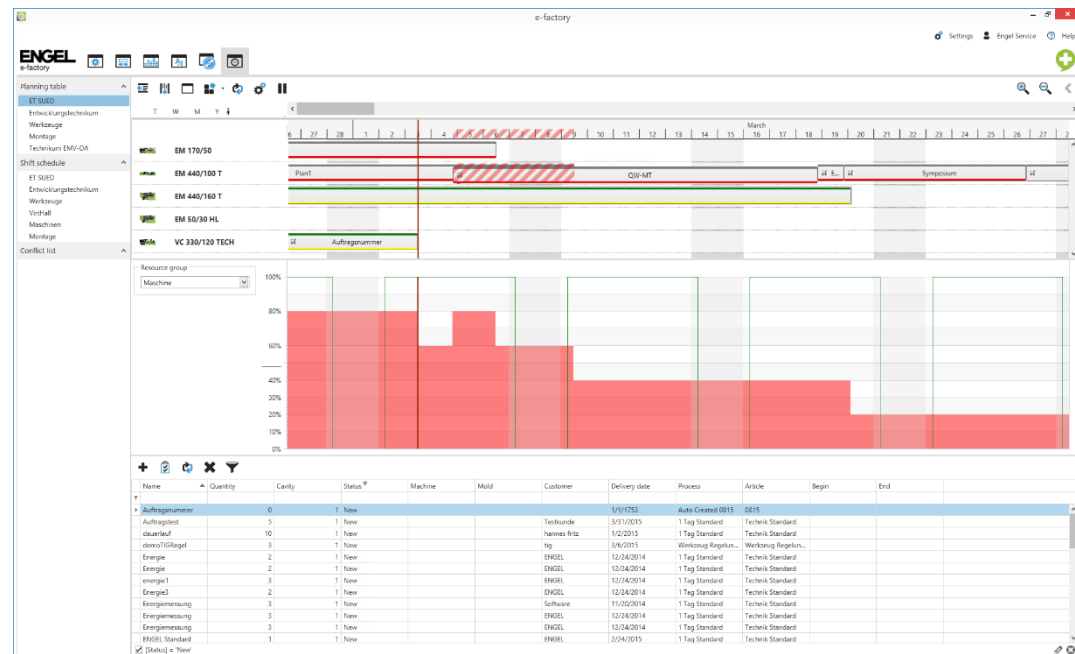 e-factory
Settings Engel Service Help
ENGEL
e-factory
Planning table
ET SUED
Entwicklungstechnikum
Werkzeuge
Montage
Technikum EMV-DA
Shift schedule
ET SUED
Entwicklungstechnikum
Werkzeuge
VirtHall
Maschinen
Montage
Conflict list
T W M Y
March
6 27 28 1 2 3 4 5 6 7 8 9 10 11 12 13 14 15 16 17 18 19 20 21 22 23 24 25 26 27 2
EM 170/50
EM 440/100 T Plan1 QW-MT E... Symposium
EM 440/160 T
EM 50/30 HL
VC 330/120 TECH Auftragsnummer
Resource group
Maschine
100%
80%
60%
40%
30%
20%
10%
0%
Name Quantity Cavity Status Machine Mold Customer Delivery date Process Article Begin End
Auftragsnummer 0 1 New 1/1/1753 Auto Created 0815 0815
Auftragstest 5 1 New Testkunde 3/31/2015 1 Tag Standard Technik Standard
dauerlauf 10 1 New hannes fritz 1/2/2015 1 Tag Standard Technik Standard
demoTIGRegel 3 1 New tig 3/6/2015 Werkzeug Regelun... Werkzeug Regelun...
Energie 2 1 New ENGEL 12/24/2014 1 Tag Standard Technik Standard
Energie 2 1 New ENGEL 12/24/2014 1 Tag Standard Technik Standard
energie1 3 1 New ENGEL 12/24/2014 1 Tag Standard Technik Standard
Energie3 2 1 New ENGEL 12/24/2014 1 Tag Standard Technik Standard
Energiemessung 3 1 New Software 11/20/2014 1 Tag Standard Technik Standard
Energiemessung 3 1 New ENGEL 12/24/2014 1 Tag Standard Technik Standard
Energiemessung 3 1 New ENGEL 12/24/2014 1 Tag Standard Technik Standard
ENGEL Standard 1 1 New ENGEL 2/24/2015 1 Tag Standard Technik Standard
[Status] = 'New'